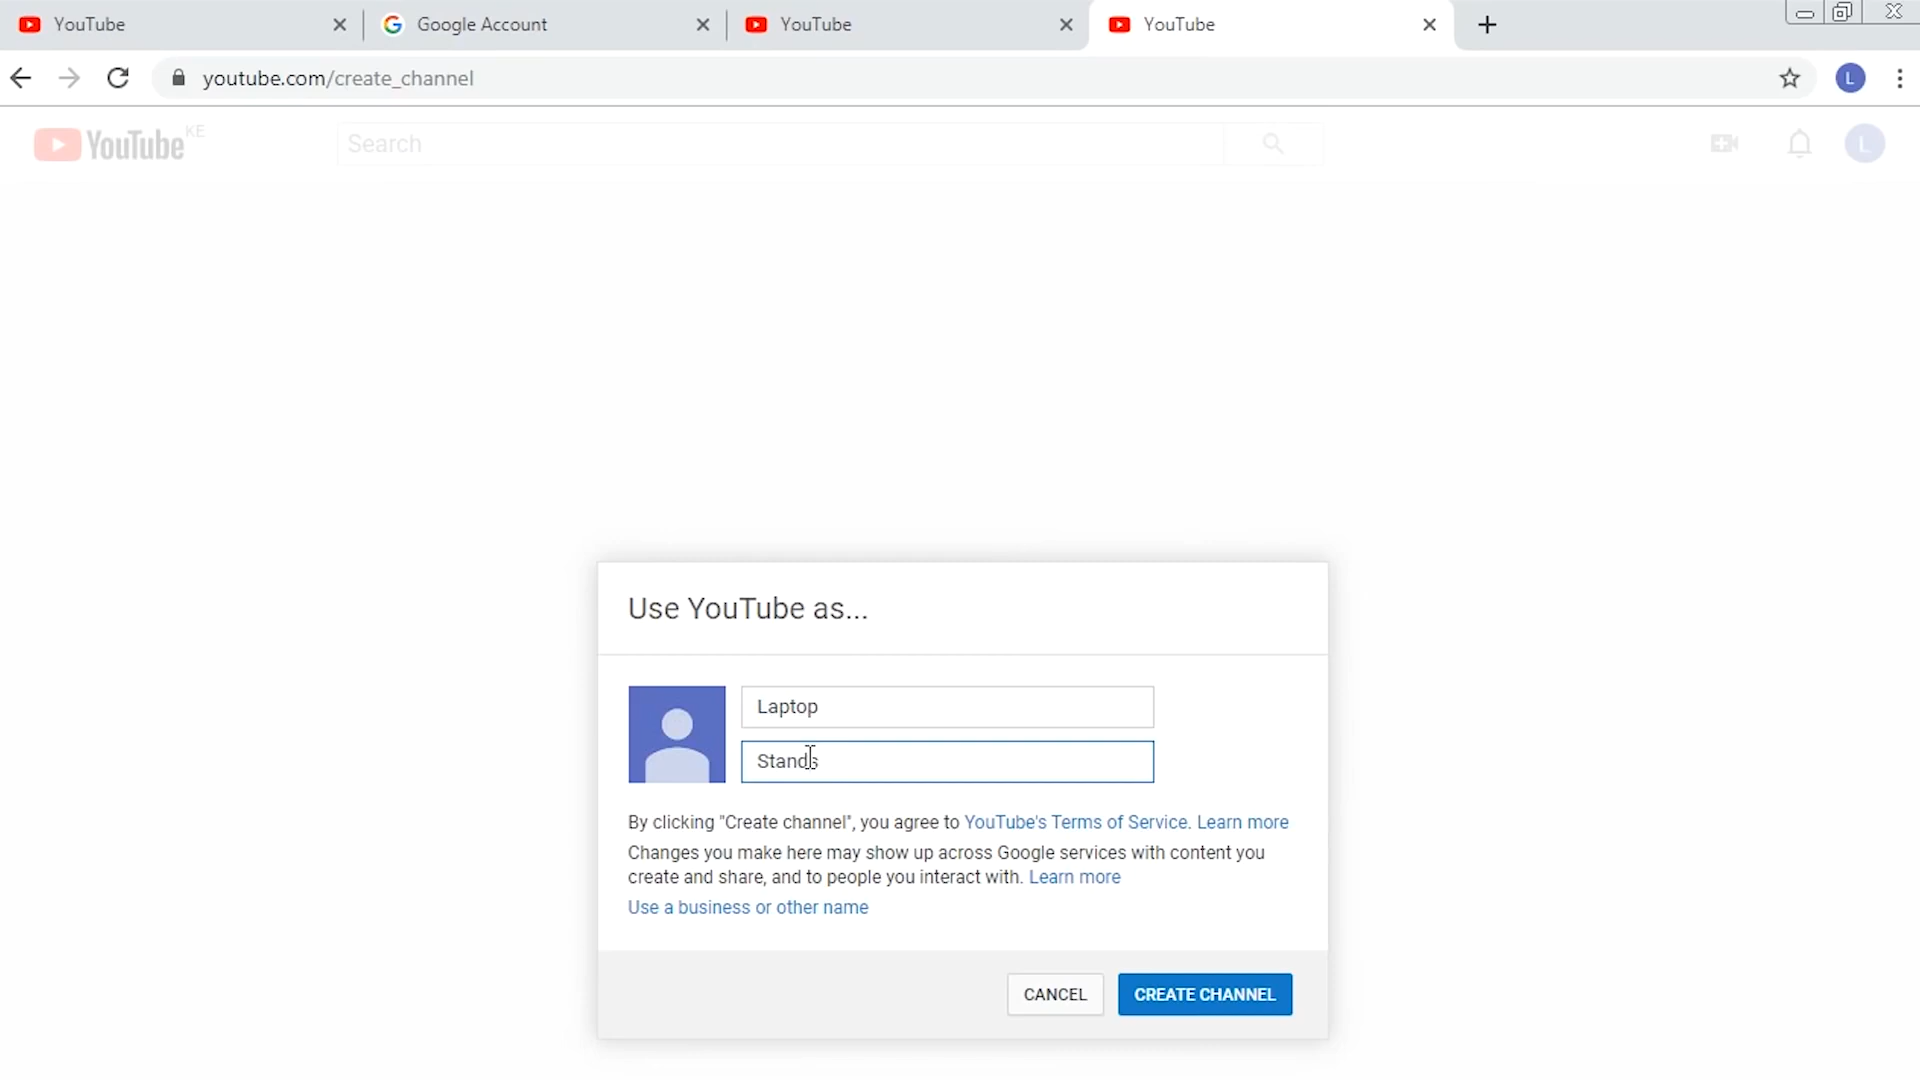 YouTube
Google Account
YouTube
YouTube
youtube.com/create_channel
L
YouTube KE
Search
L
Use YouTube as...
Laptop
Stands
By clicking "Create channel", you agree to YouTube's Terms of Service. Learn more
Changes you make here may show up across Google services with content you
create and share, and to people you interact with. Learn more
Use a business or other name
CANCEL
CREATE CHANNEL